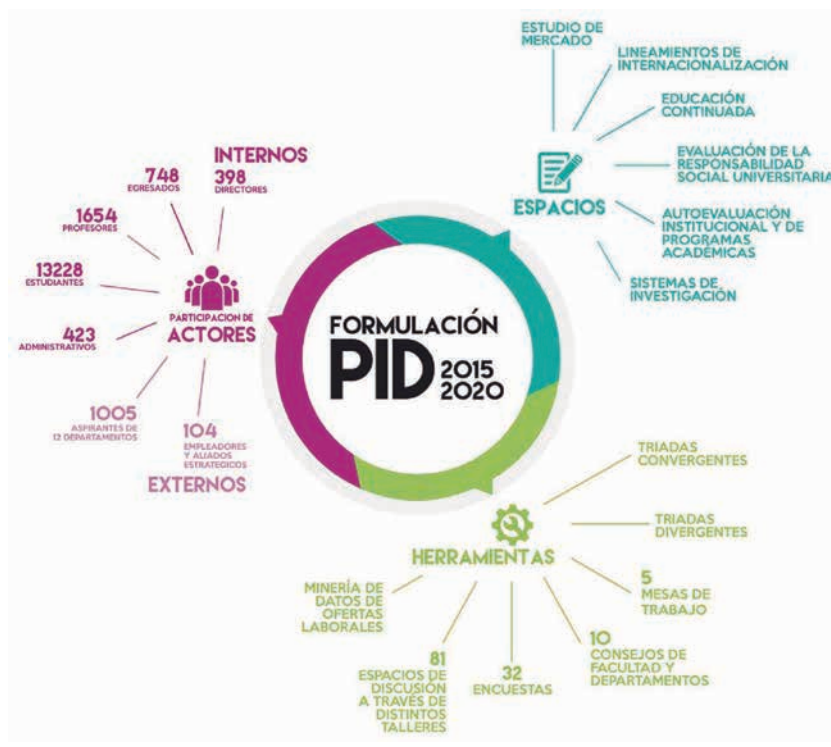 FORMULACIÓN
PID 2015
2020
PARTICIPACION DE
ACTORES
INTERNOS
398
DIRECTORES
748
EGRESADOS
1654
PROFESORES
13228
ESTUDIANTES
423
ADMINISTRATIVOS
1005
ASPIRANTES DE
12 DEPARTAMENTOS
104
EMPLEADORES
Y ALIADOS
ESTRATEGICOS
EXTERNOS
ESPACIOS
ESTUDIO DE
MERCADO
LINEAMIENTOS DE
INTERNACIONALIZACIÓN
EDUCACIÓN
CONTINUADA
EVALUACIÓN DE LA
RESPONSABILIDAD
SOCIAL UNIVERSITARIA
AUTOEVALUACIÓN
INSTITUCIONAL Y DE
PROGRAMAS
ACADÉMICAS
SISTEMAS DE
INVESTIGACIÓN
HERRAMIENTAS
TRIADAS
CONVERGENTES
TRIADAS
DIVERGENTES
5
MESAS DE
TRABAJO
10
CONSEJOS DE
FACULTAD Y
DEPARTAMENTOS
32
ENCUESTAS
81
ESPACIOS DE
DISCUSIÓN
A TRAVÉS DE
DISTINTOS
TALLERES
MINERÍA DE
DATOS DE
OFERTAS
LABORALES